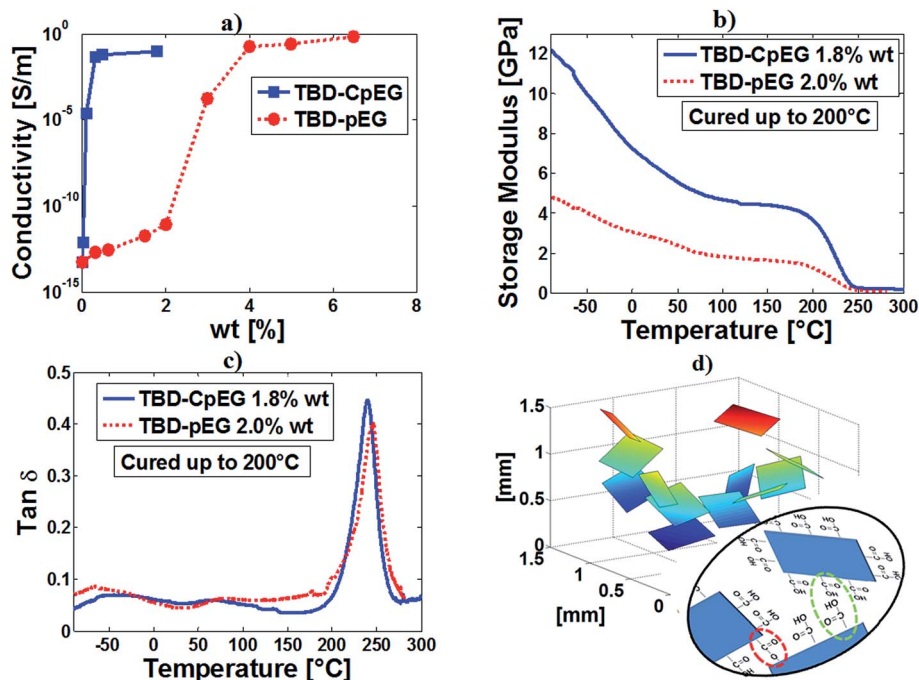 a)
Conductivity [S/m]
10^0
10^-5
10^-10
10^-15
TBD-CpEG
TBD-pEG
0 2 4 6 8
wt [%]
b)
Storage Modulus [GPa]
12
10
8
6
4
2
0
TBD-CpEG 1.8% wt
TBD-pEG 2.0% wt
Cured up to 200°C
-50 0 50 100 150 200 250 300
Temperature [°C]
c)
Tan δ
0.5
0.4
0.3
0.2
0.1
0
TBD-CpEG 1.8% wt
TBD-pEG 2.0% wt
Cured up to 200°C
-50 0 50 100 150 200 250 300
Temperature [°C]
d)
[mm]
1.5
1
0.5
0
1.5
1
0.5
0
[mm]